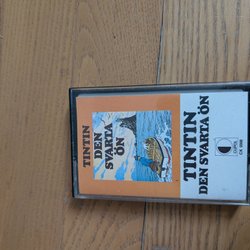 TINTIN
DEN
SVARTA
ÖN
TINTIN
DEN SVARTA ÖN